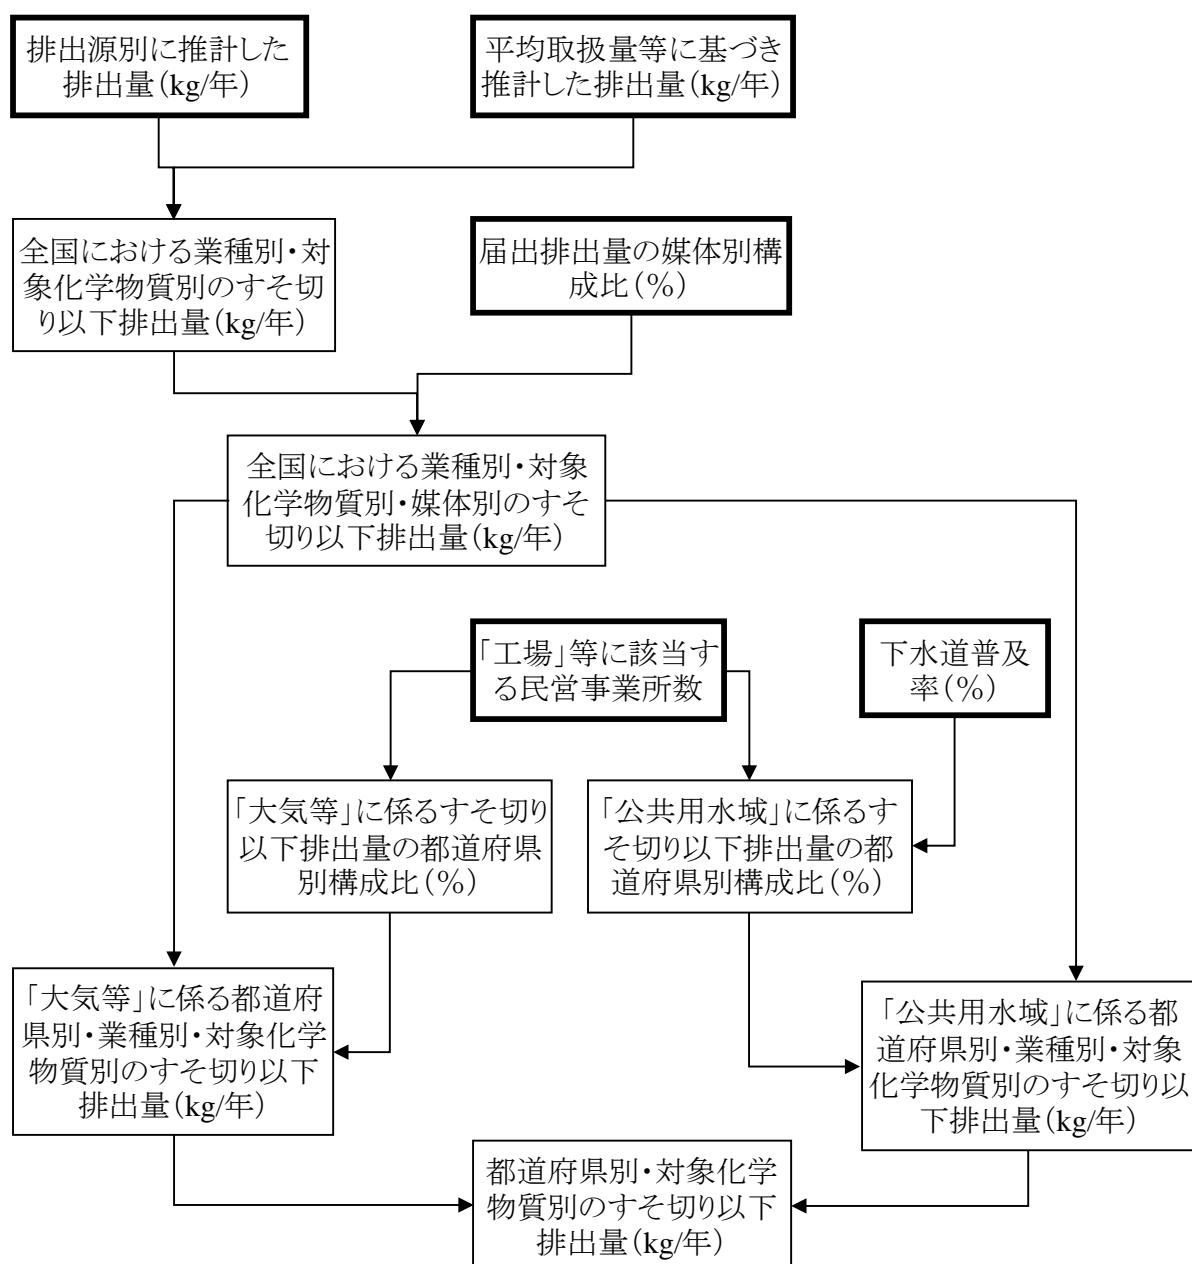 排出源別に推計した
排出量(kg/年)
平均取扱量等に基づき
推計した排出量(kg/年)
全国における業種別・対
象化学物質別のすそ切
り以下排出量(kg/年)
届出排出量の媒体別構
成比(%)
全国における業種別・対象
化学物質別・媒体別のすそ
切り以下排出量(kg/年)
「工場」等に該当す
る民営事業所数
下水道普及
率(%)
「大気等」に係るすそ切り
以下排出量の都道府県
別構成比(%)
「公共用水域」に係るす
そ切り以下排出量の都
道府県別構成比(%)
「大気等」に係る都道府
県別・業種別・対象化学
物質別のすそ切り以下
排出量(kg/年)
「公共用水域」に係る都
道府県別・業種別・対象
化学物質別のすそ切り以
下排出量(kg/年)
都道府県別・対象化学
物質別のすそ切り以下
排出量(kg/年)